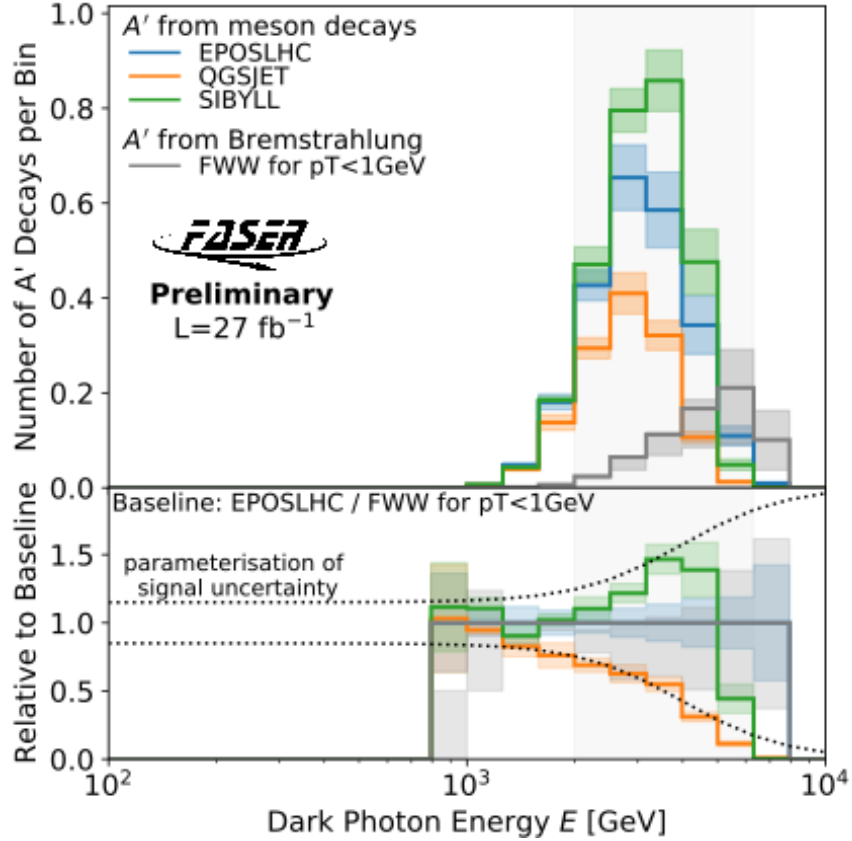 A′ from meson decays
EPOSLHC
QGSJET
SIBYLL
A′ from Bremstrahlung
FWW for pT<1GeV
FASER
Preliminary
L=27 fb⁻¹
Number of A' Decays per Bin
1.0
0.8
0.6
0.4
0.2
0.0
Baseline: EPOSLHC / FWW for pT<1GeV
parameterisation of
signal uncertainty
Relative to Baseline
1.5
1.0
0.5
0.0
10² 10³ 10⁴
Dark Photon Energy E [GeV]